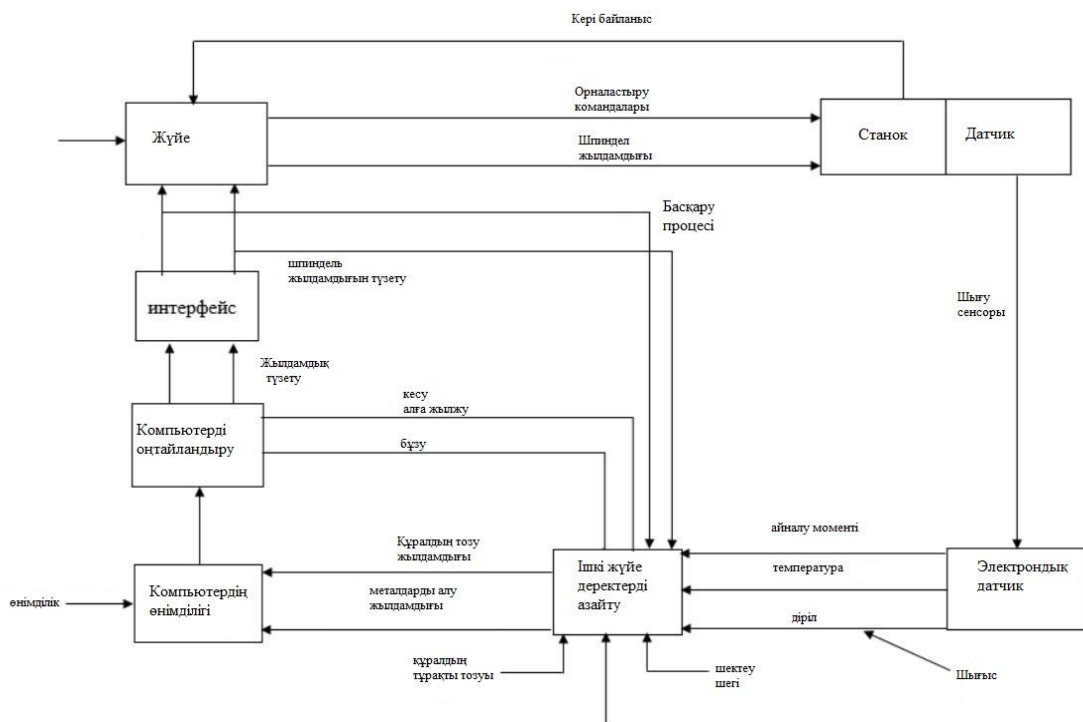 Кері байланыс
Орналастыру
командалары
Жүйе
Станок
Датчик
Шпиндел
жылдамдығы
Басқару
процесі
шпиндель
жылдамдығын түзету
интерфейс
Шығу
сенсоры
Жылдамдық
түзету
кесу
алға жылжу
Компьютерді
оңтайландыру
бұзу
айналу моменті
Құралдың тозу
жылдамдығы
Ішкі жүйе
деректерді
азайту
температура
Электрондық
датчик
өнімділік
Компьютердің
өнімділігі
металдарды алу
жылдамдығы
діріл
құралдың
тұрақты тозуы
шектеу
шегі
Шығыс